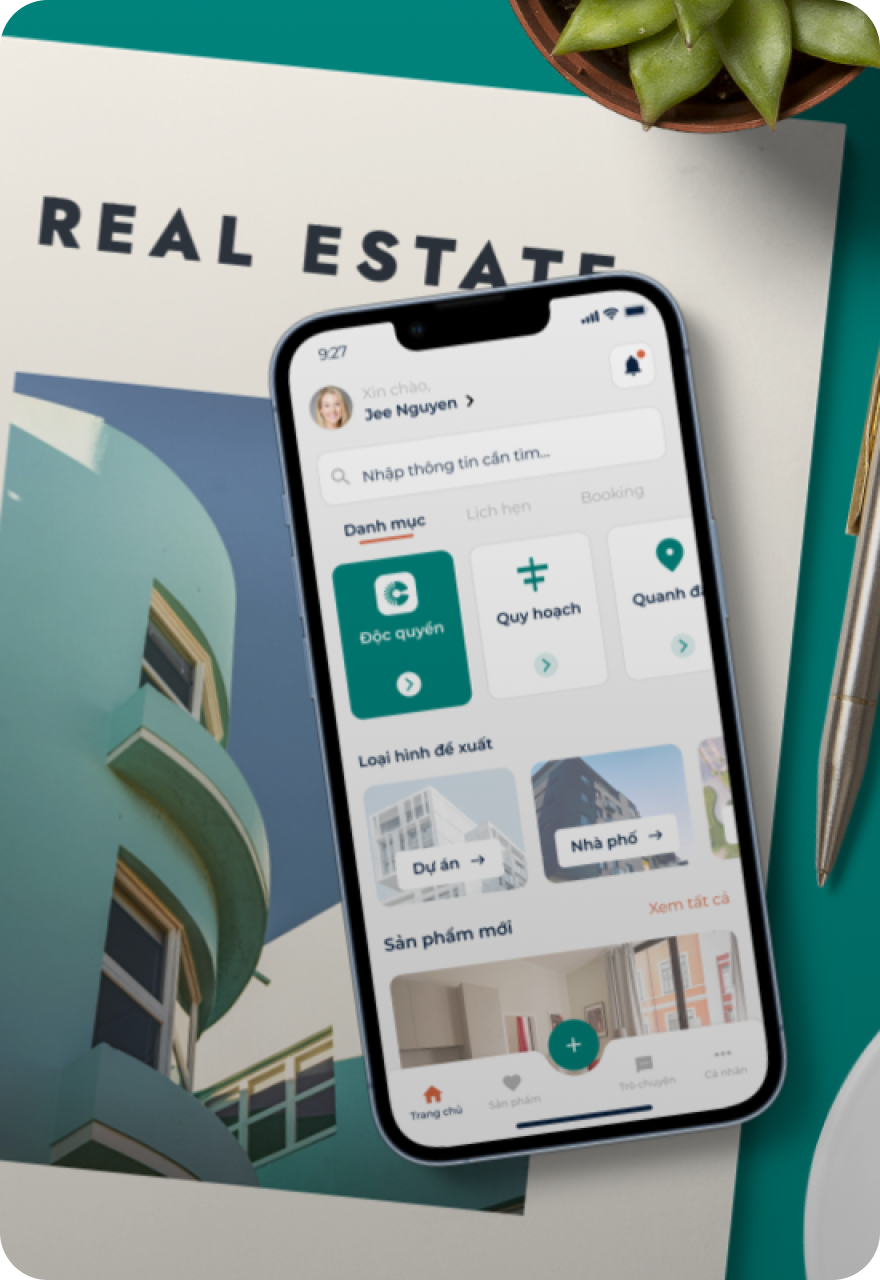 REAL ESTATE
9:27
Xin chào,
Jee Nguyen
Nhập thông tin cần tìm...
Danh mục
Lịch hẹn
Booking
Độc quyền
Quy hoạch
Quanh đâ
Loại hình đề xuất
Dự án →
Nhà phố →
Sản phẩm mới
Xem tất cả
Trang chủ
Sản phẩm
Trò chuyện
Cá nhân